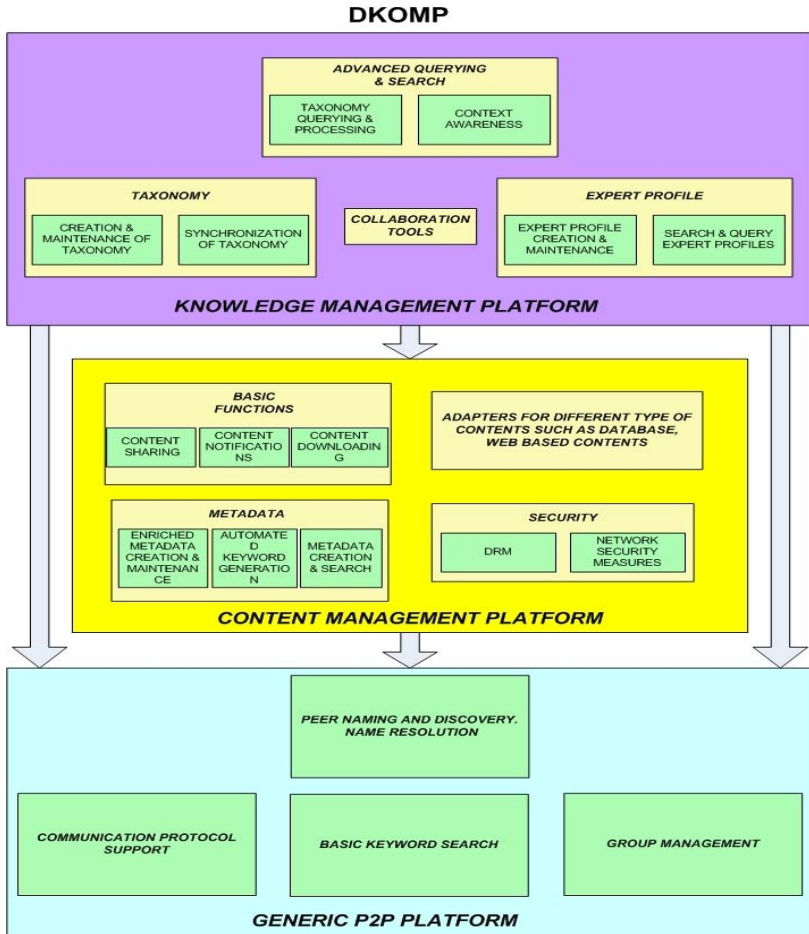 DKOMP
ADVANCED QUERYING
& SEARCH
TAXONOMY
QUERYING &
PROCESSING
CONTEXT
AWARENESS
TAXONOMY
CREATION &
MAINTENANCE OF
TAXONOMY
SYNCHRONIZATION
OF TAXONOMY
COLLABORATION
TOOLS
EXPERT PROFILE
EXPERT PROFILE
CREATION &
MAINTENANCE
SEARCH & QUERY
EXPERT PROFILES
KNOWLEDGE MANAGEMENT PLATFORM
BASIC
FUNCTIONS
CONTENT
SHARING
CONTENT
NOTIFICATIO
NS
CONTENT
DOWNLOADIN
G
ADAPTERS FOR DIFFERENT TYPE OF
CONTENTS SUCH AS DATABASE,
WEB BASED CONTENTS
METADATA
ENRICHED
METADATA
CREATION &
MAINTENA
NCE
AUTOMATE
D
KEYWORD
GENERATIO
N
METADATA
CREATION
& SEARCH
SECURITY
DRM
NETWORK
SECURITY
MEASURES
CONTENT MANAGEMENT PLATFORM
PEER NAMING AND DISCOVERY.
NAME RESOLUTION
COMMUNICATION PROTOCOL
SUPPORT
BASIC KEYWORD SEARCH
GROUP MANAGEMENT
GENERIC P2P PLATFORM